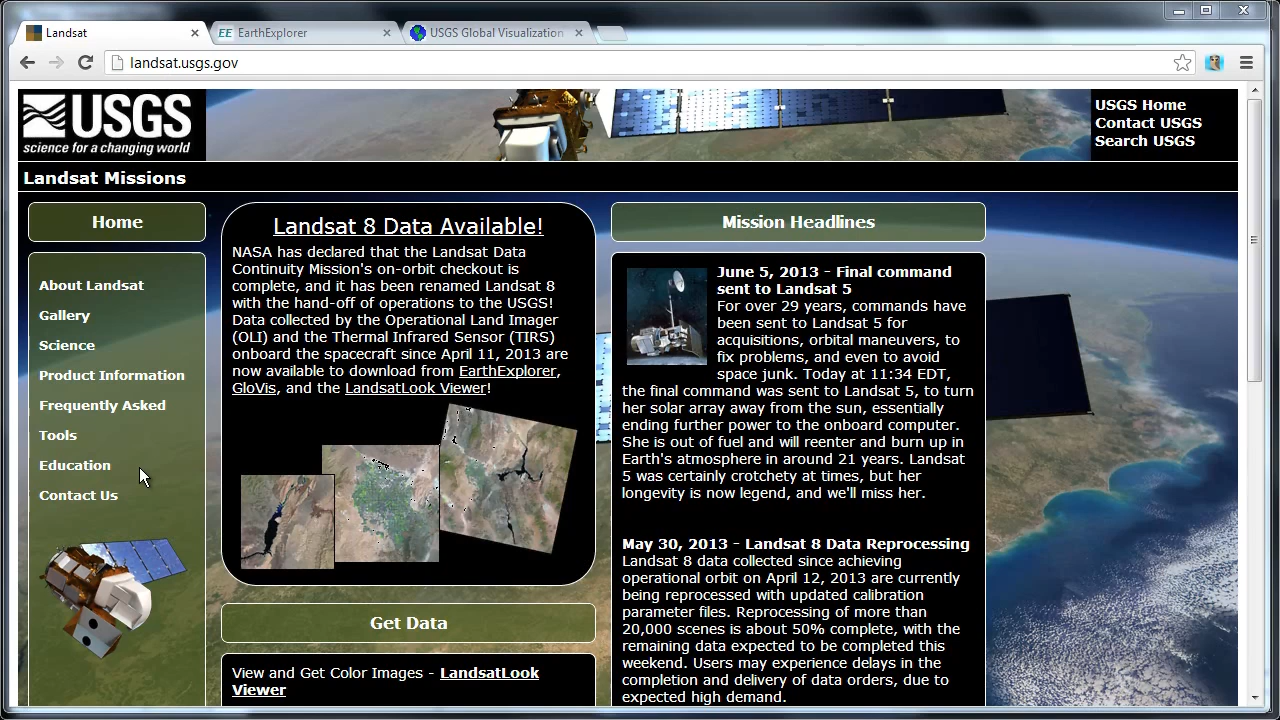 Landsat
EarthExplorer
USGS Global Visualization
landsat.usgs.gov
USGS
science for a changing world
USGS Home
Contact USGS
Search USGS
Landsat Missions
Home
About Landsat
Gallery
Science
Product Information
Frequently Asked
Tools
Education
Contact Us
Landsat 8 Data Available!
NASA has declared that the Landsat Data
Continuity Mission's on-orbit checkout is
complete, and it has been renamed Landsat 8
with the hand-off of operations to the USGS!
Data collected by the Operational Land Imager
(OLI) and the Thermal Infrared Sensor (TIRS)
onboard the spacecraft since April 11, 2013 are
now available to download from EarthExplorer,
GloVis, and the LandsatLook Viewer!
Get Data
View and Get Color Images - LandsatLook
Viewer
Mission Headlines
June 5, 2013 - Final command
sent to Landsat 5
For over 29 years, commands have
been sent to Landsat 5 for
acquisitions, orbital maneuvers, to
fix problems, and even to avoid
space junk. Today at 11:34 EDT,
the final command was sent to Landsat 5, to turn
her solar array away from the sun, essentially
ending further power to the onboard computer.
She is out of fuel and will reenter and burn up in
Earth's atmosphere in around 21 years. Landsat
5 was certainly crotchety at times, but her
longevity is now legend, and we'll miss her.
May 30, 2013 - Landsat 8 Data Reprocessing
Landsat 8 data collected since achieving
operational orbit on April 12, 2013 are currently
being reprocessed with updated calibration
parameter files. Reprocessing of more than
20,000 scenes is about 50% complete, with the
remaining data expected to be completed this
weekend. Users may experience delays in the
completion and delivery of data orders, due to
expected high demand.